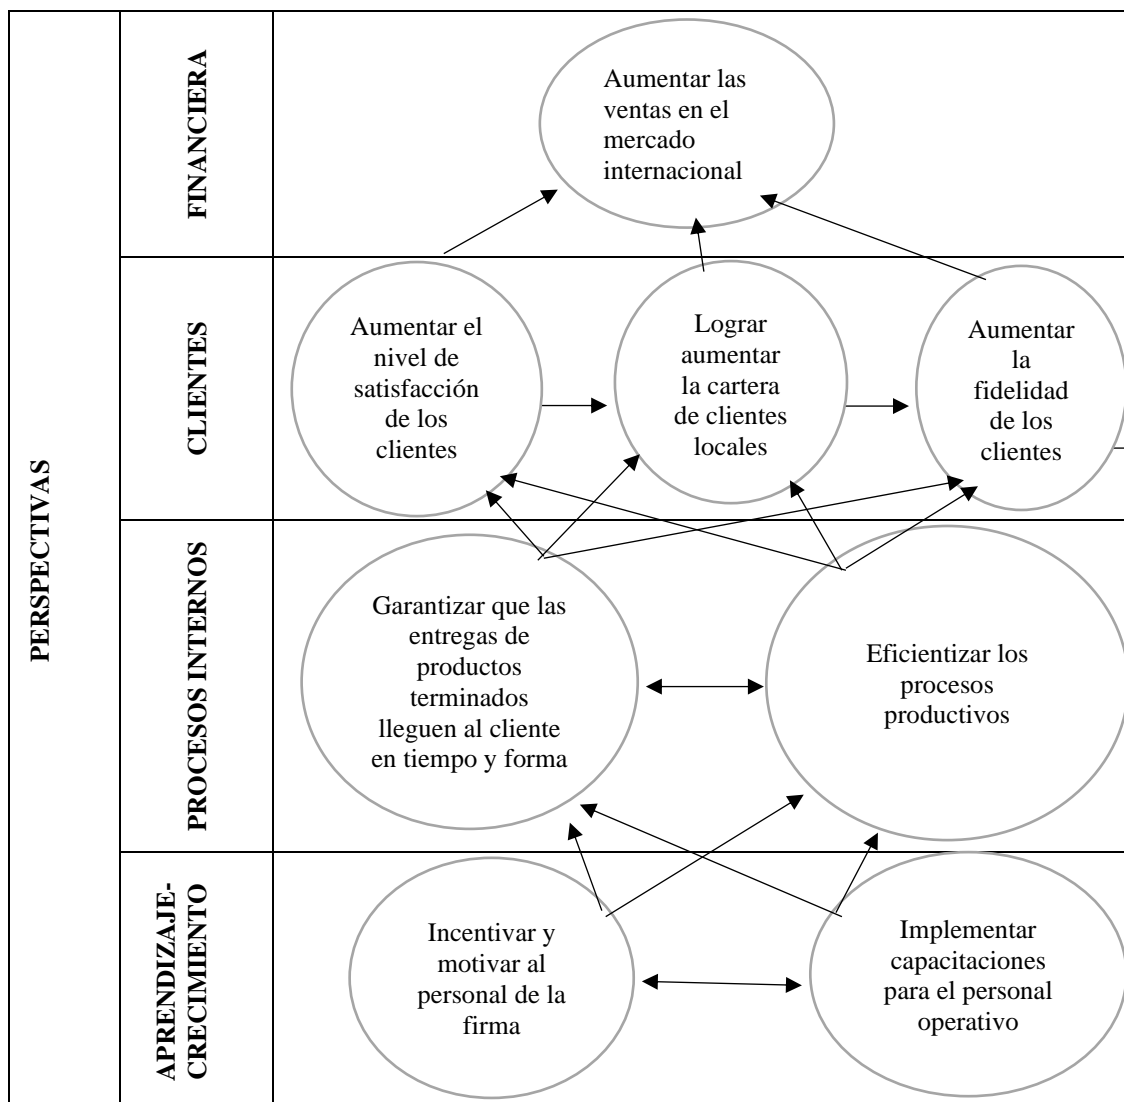 PERSPECTIVAS
FINANCIERA
Aumentar las
ventas en el
mercado
internacional
CLIENTES
Aumentar el
nivel de
satisfacción
de los
clientes
Lograr
aumentar
la cartera
de clientes
locales
Aumentar
la
fidelidad
de los
clientes
PROCESOS INTERNOS
Garantizar que las
entregas de
productos
terminados
lleguen al cliente
en tiempo y forma
Eficientizar los
procesos
productivos
APRENDIZAJE-
CRECIMIENTO
Incentivar y
motivar al
personal de la
firma
Implementar
capacitaciones
para el personal
operativo